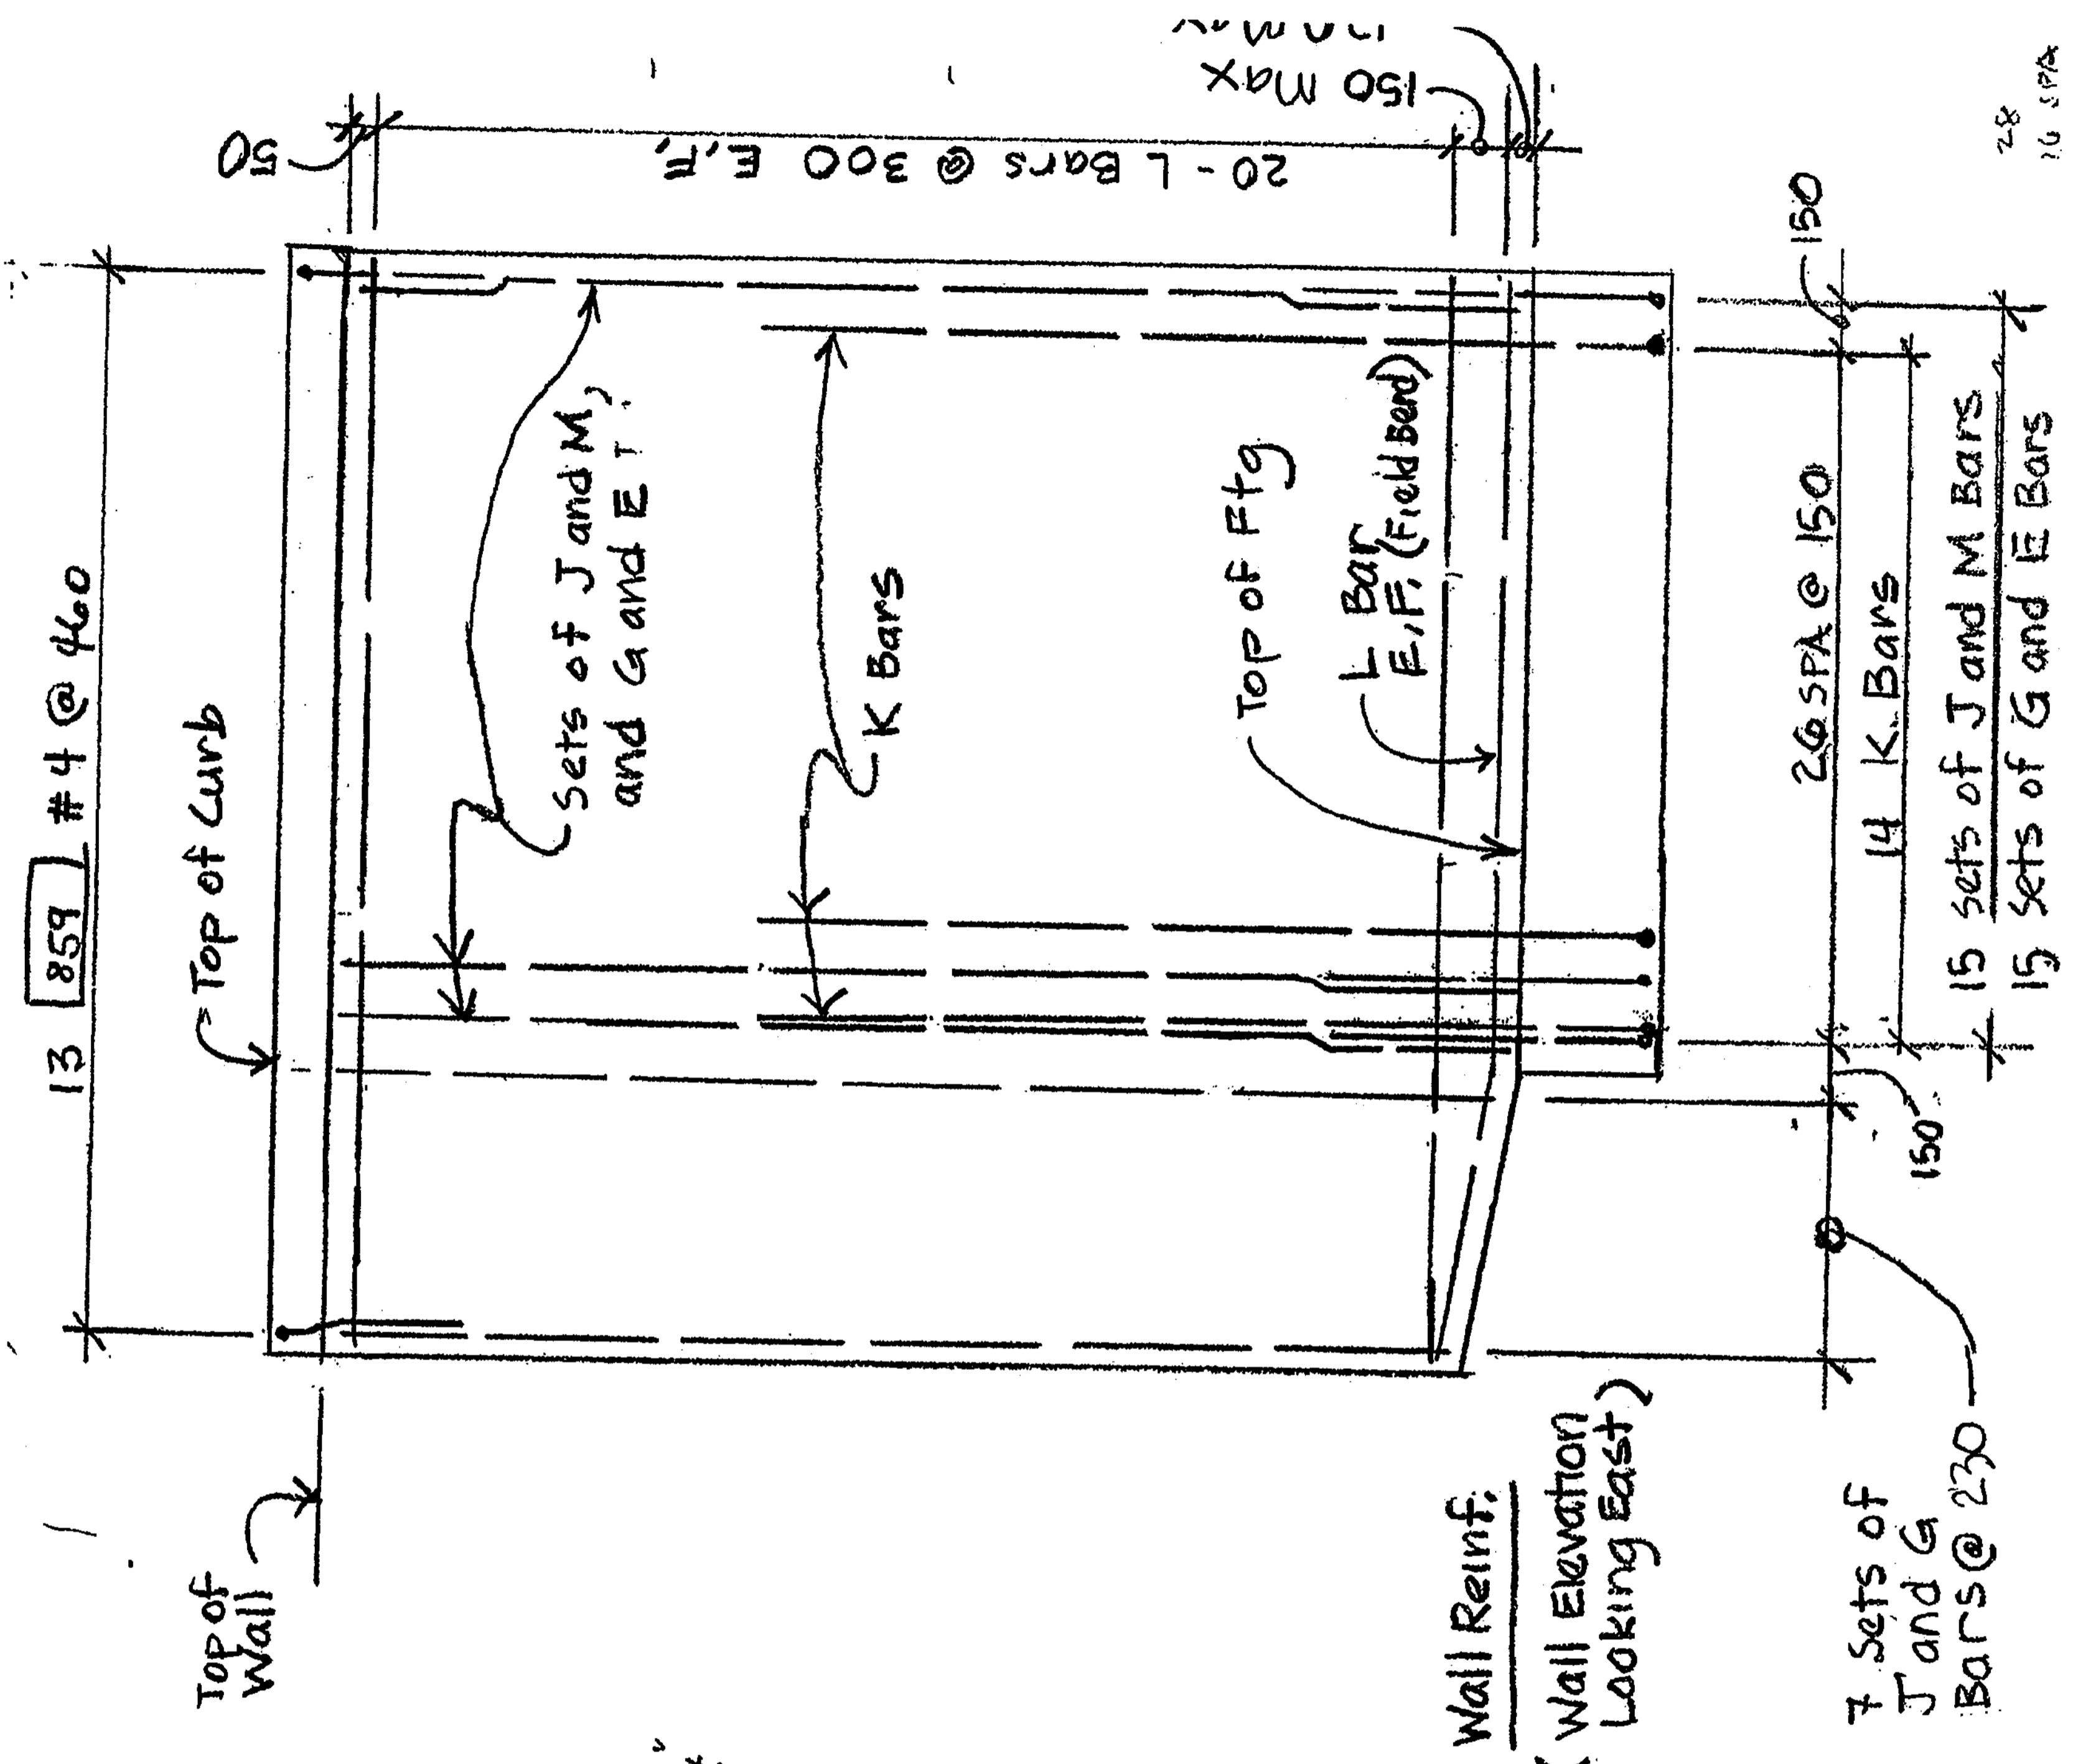 13 859 #4 @ 460
Top of Curb
Top of
Wall
50
20 - L Bars @ 300 E.F.
150 Max
Max
Sets of J and M,
and G and E
K Bars
Top of Ftg
L Bar
E.F. (Field Bend)
150
26 SPA @ 150
14 K Bars
15 Sets of J and M Bars
15 Sets of G and E Bars
150
7 Sets of
J and G
Bars @ 230
Wall Reinf.
Wall Elevation
Looking East)
28
26 SPA